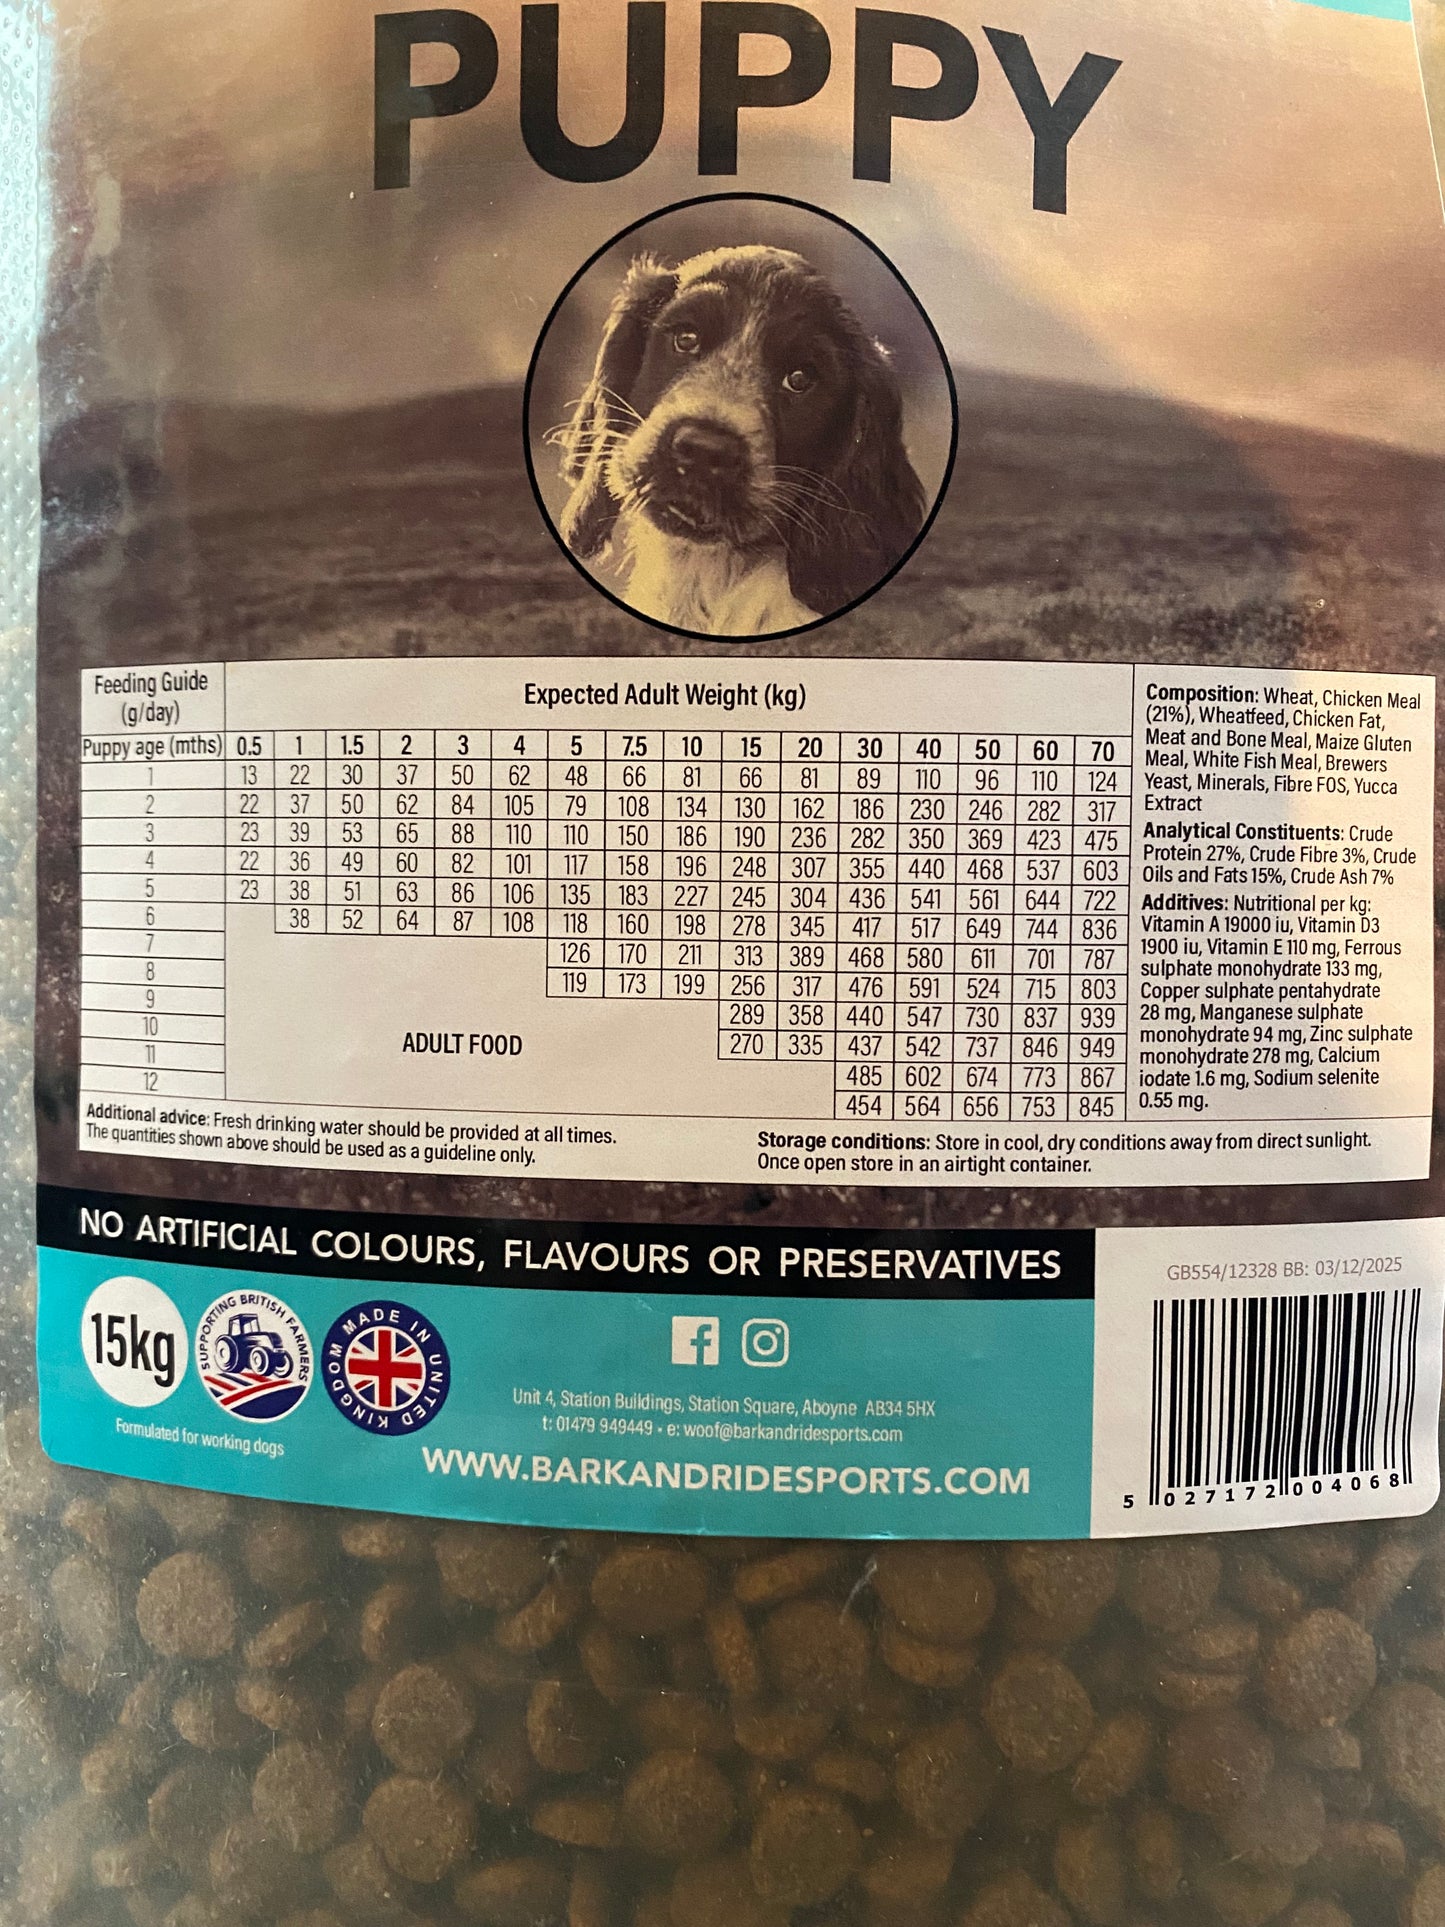 PUPPY
Feeding Guide
(g/day)
Expected Adult Weight (kg)
Puppy age (mths) 0.5 1 1.5 2 3 4 5 7.5 10 15 20 30 40 50 60 70
1 13 22 30 37 50 62 48 66 81 66 81 89 110 96 110 124
2 22 37 50 62 84 105 79 108 134 130 162 186 230 246 282 317
3 23 39 53 65 88 110 110 150 186 190 236 282 350 369 423 475
4 22 36 49 60 82 101 117 158 196 248 307 355 440 468 537 603
5 23 38 51 63 86 106 135 183 227 245 304 436 541 561 644 722
6 38 52 64 87 108 118 160 198 278 345 417 517 649 744 836
7 126 170 211 313 389 468 580 611 701 787
8 119 173 199 256 317 476 591 524 715 803
9 289 358 440 547 730 837 939
10 270 335 437 542 737 846 949
11 485 602 674 773 867
12 454 564 656 753 845
ADULT FOOD
Composition: Wheat, Chicken Meal
(21%), Wheatfeed, Chicken Fat,
Meat and Bone Meal, Maize Gluten
Meal, White Fish Meal, Brewers
Yeast, Minerals, Fibre FOS, Yucca
Extract
Analytical Constituents: Crude
Protein 27%, Crude Fibre 3%, Crude
Oils and Fats 15%, Crude Ash 7%
Additives: Nutritional per kg:
Vitamin A 19000 iu, Vitamin D3
1900 iu, Vitamin E 110 mg, Ferrous
sulphate monohydrate 133 mg,
Copper sulphate pentahydrate
28 mg, Manganese sulphate
monohydrate 94 mg, Zinc sulphate
monohydrate 278 mg, Calcium
iodate 1.6 mg, Sodium selenite
0.55 mg.
Additional advice: Fresh drinking water should be provided at all times.
The quantities shown above should be used as a guideline only.
Storage conditions: Store in cool, dry conditions away from direct sunlight.
Once open store in an airtight container.
NO ARTIFICIAL COLOURS, FLAVOURS OR PRESERVATIVES
GB554/12328 BB: 03/12/2025
15kg
SUPPORTING BRITISH FARMERS
MADE IN UNITED KINGDOM
Formulated for working dogs
Unit 4, Station Buildings, Station Square, Aboyne AB34 5HX
t: 01479 949449 - e: woof@barkandridesports.com
WWW.BARKANDRIDESPORTS.COM
5 027172 004068